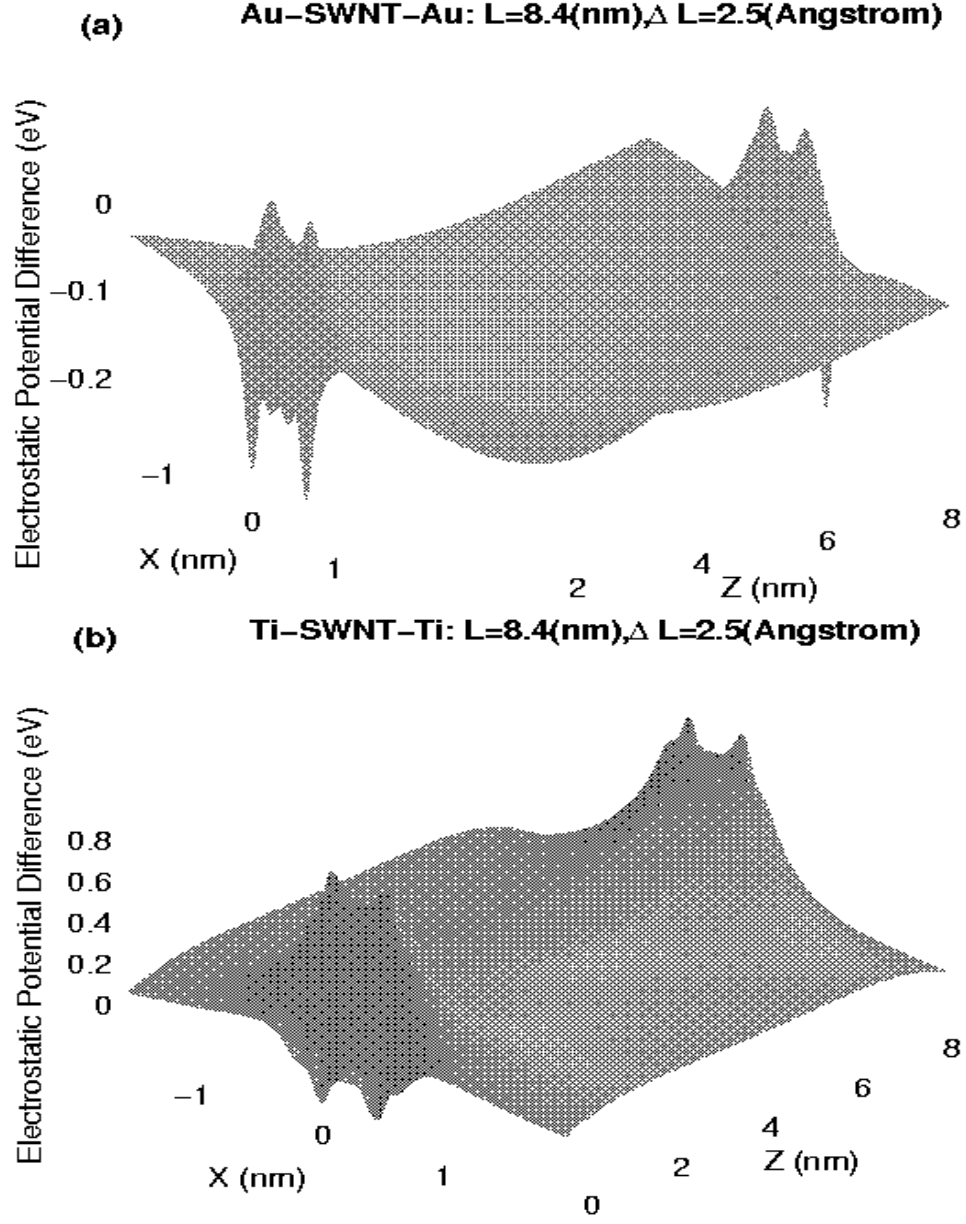 (a)
Au−SWNT−Au: L=8.4(nm),Δ L=2.5(Angstrom)
Electrostatic Potential Difference (eV)
0
−0.1
−0.2
−1
0
1
X (nm)
2
4
6
8
Z (nm)
(b)
Ti−SWNT−Ti: L=8.4(nm),Δ L=2.5(Angstrom)
Electrostatic Potential Difference (eV)
0.8
0.6
0.4
0.2
0
−1
0
1
X (nm)
0
2
4
6
8
Z (nm)